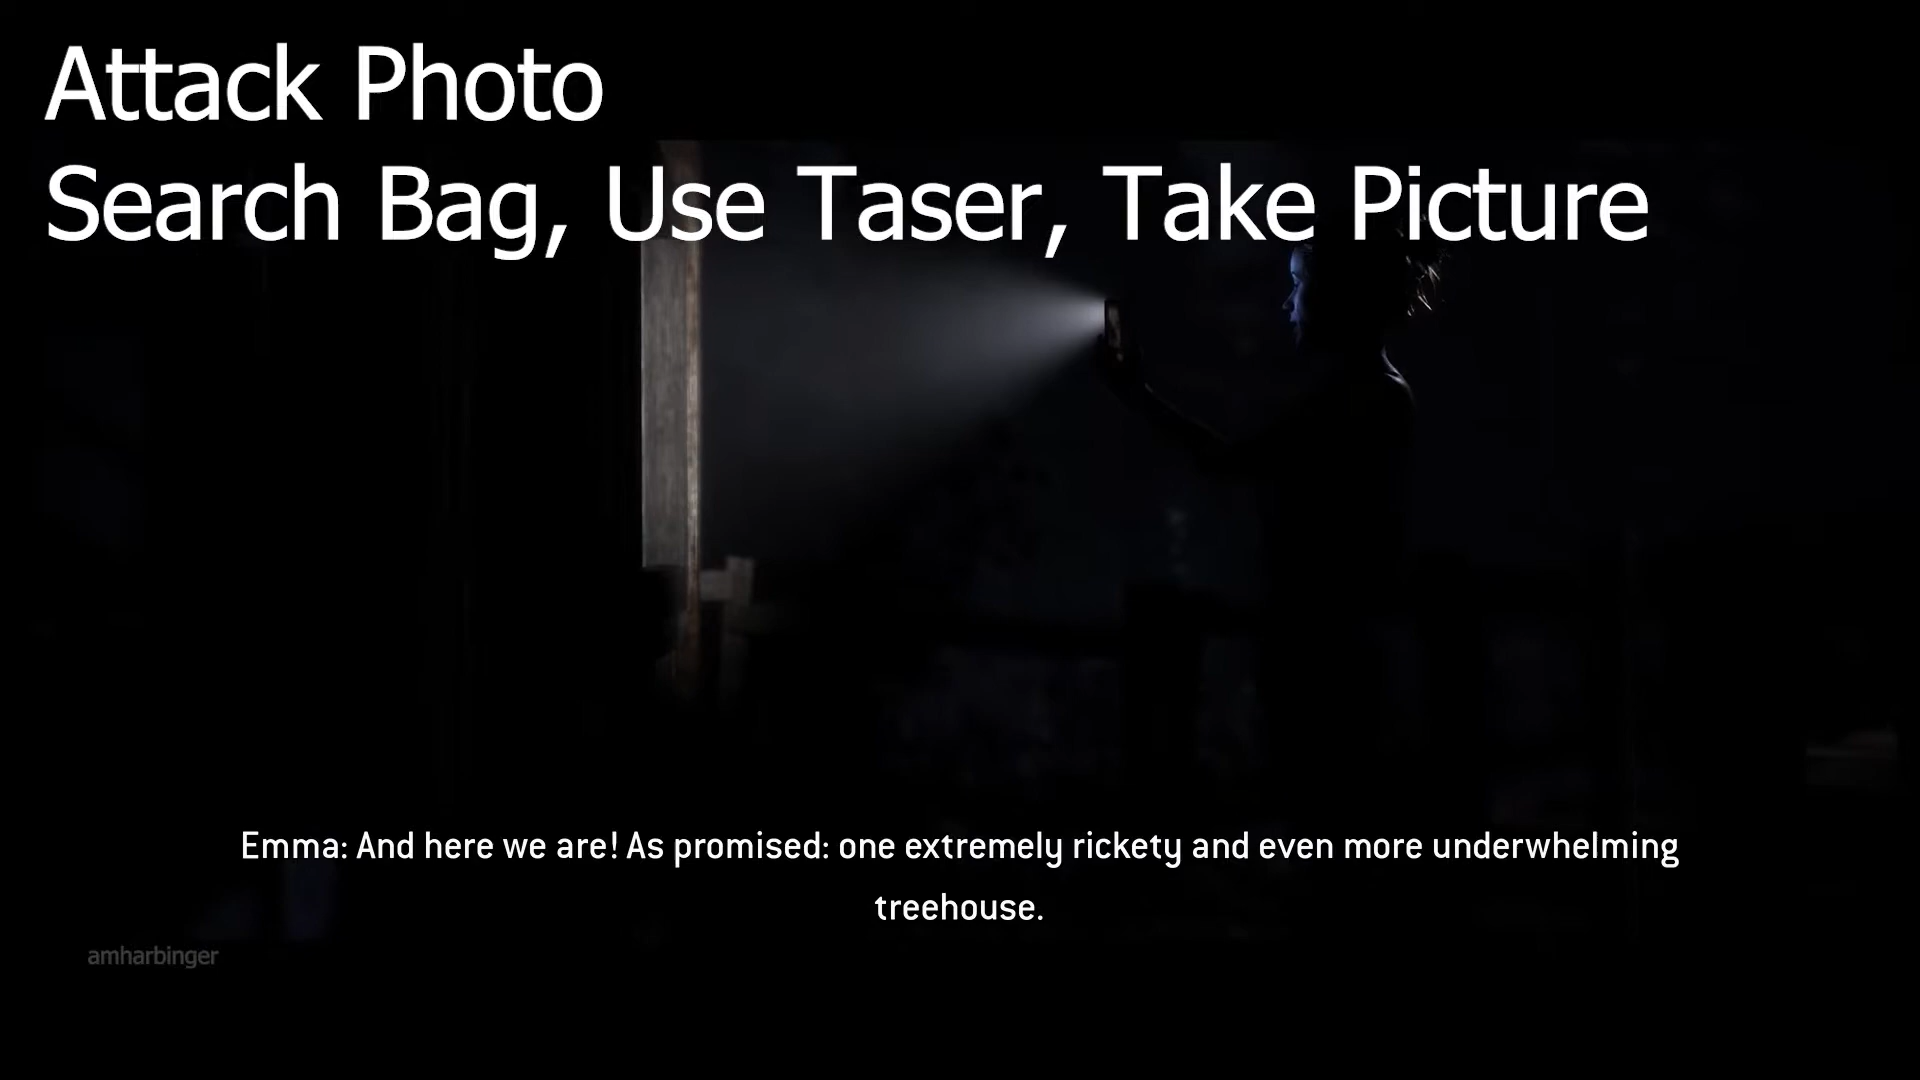 Attack Photo
Search Bag, Use Taser, Take Picture
Emma: And here we are! As promised: one extremely rickety and even more underwhelming
treehouse.
amharbinger